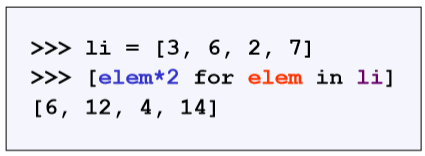 >>> li = [3, 6, 2, 7]
>>> [elem*2 for elem in li]
[6, 12, 4, 14]